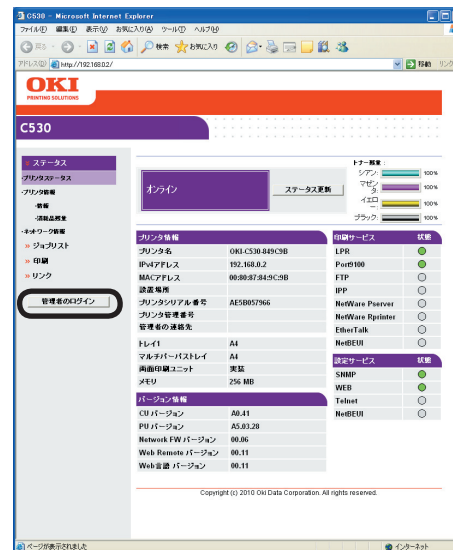 C530 - Microsoft Internet Explorer
ファイル(F) 編集(E) 表示(V) お気に入り(A) ツール(T) ヘルプ(H)
戻る 検索 お気に入り
アドレス(D) http://192.168.0.2/ 移動 リンク
OKI
PRINTING SOLUTIONS
C530
ステータス
・プリンタステータス
・プリンタ情報
・情報
・消耗品残量
・ネットワーク情報
» ジョブリスト
» 印刷
» リンク
管理者のログイン
オンライン
ステータス更新
トナー残量:
シアン: 100%
マゼンタ: 100%
イエロー: 100%
ブラック: 100%
プリンタ情報
プリンタ名 OKI-C530-849C9B
IPv4アドレス 192.168.0.2
MACアドレス 00:80:87:84:9C:9B
設置場所
プリンタシリアル番号 AE5B057966
プリンタ管理番号
管理者の連絡先
トレイ1 A4
マルチパーパストレイ A4
両面印刷ユニット 実装
メモリ 256 MB
バージョン情報
CU バージョン A0.41
PU バージョン A5.03.28
Network FW バージョン 00.06
Web Remote バージョン 00.11
Web言語 バージョン 00.11
印刷サービス 状態
LPR
Port9100
FTP
IPP
NetWare Pserver
NetWare Rprinter
EtherTalk
NetBEUI
設定サービス 状態
SNMP
WEB
Telnet
NetBEUI
Copyright (c) 2010 Oki Data Corporation. All rights reserved.
ページが表示されました インターネット